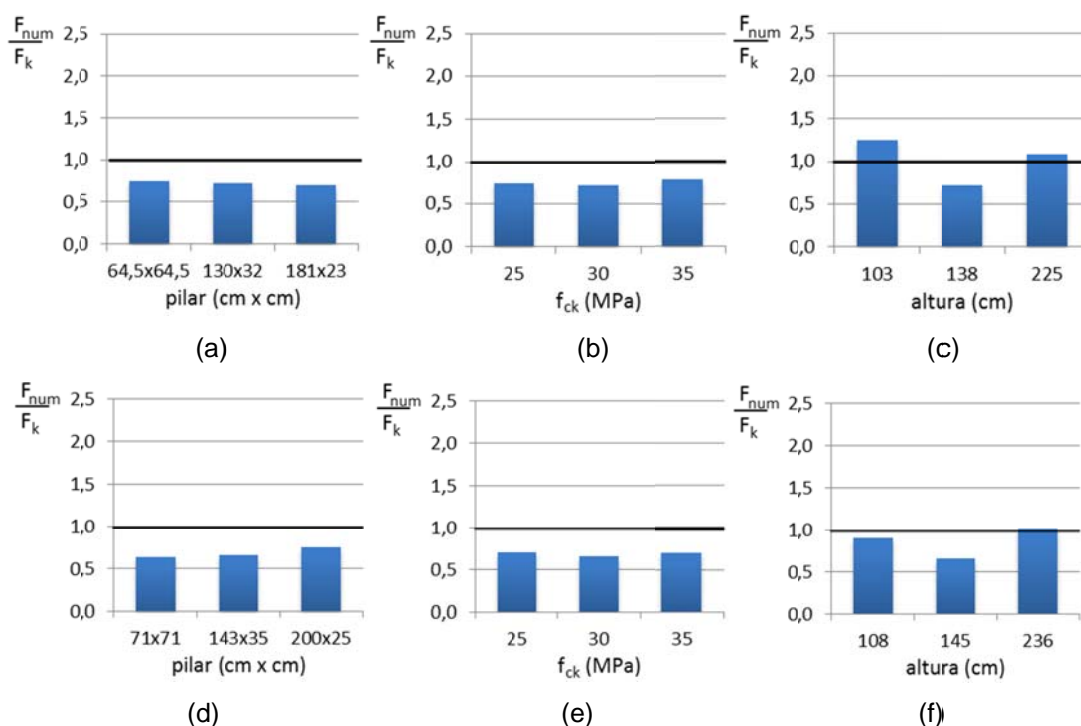 F_num
F_k
2,5
2,0
1,5
1,0
0,5
0,0
64,5x64,5 130x32 181x23
pilar (cm x cm)
(a)
F_num
F_k
2,5
2,0
1,5
1,0
0,5
0,0
25 30 35
f_ck (MPa)
(b)
F_num
F_k
2,5
2,0
1,5
1,0
0,5
0,0
103 138 225
altura (cm)
(c)
F_num
F_k
2,5
2,0
1,5
1,0
0,5
0,0
71x71 143x35 200x25
pilar (cm x cm)
(d)
F_num
F_k
2,5
2,0
1,5
1,0
0,5
0,0
25 30 35
f_ck (MPa)
(e)
F_num
F_k
2,5
2,0
1,5
1,0
0,5
0,0
108 145 236
altura (cm)
(f)